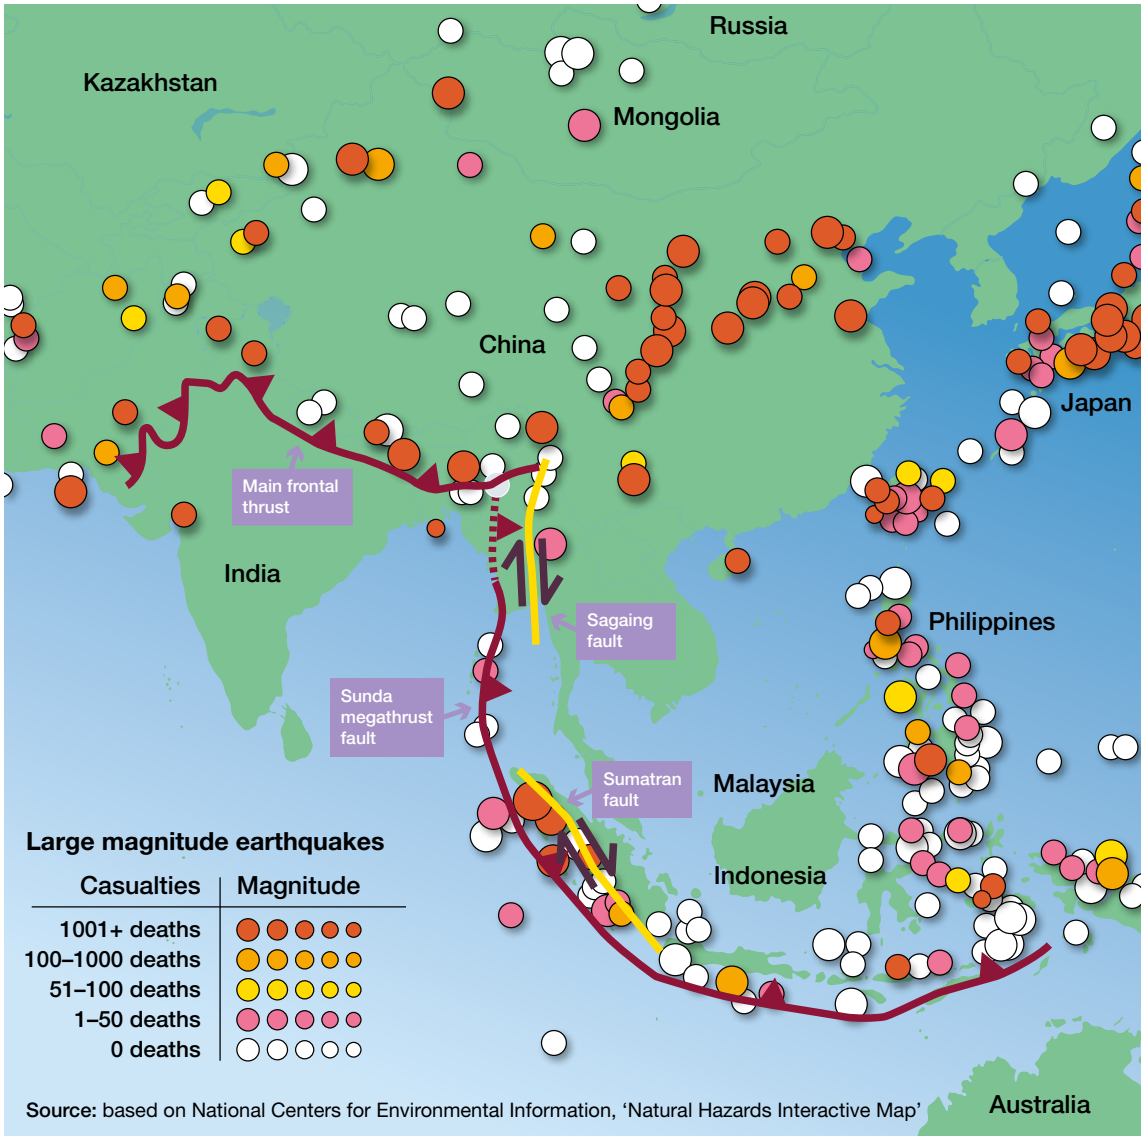 Russia
Kazakhstan
Mongolia
China
Japan
Main frontal
thrust
India
Sagaing
fault
Philippines
Sunda
megathrust
fault
Sumatran
fault
Malaysia
Indonesia
Large magnitude earthquakes
Casualties Magnitude
1001+ deaths
100–1000 deaths
51–100 deaths
1–50 deaths
0 deaths
Source: based on National Centers for Environmental Information, ‘Natural Hazards Interactive Map’
Australia